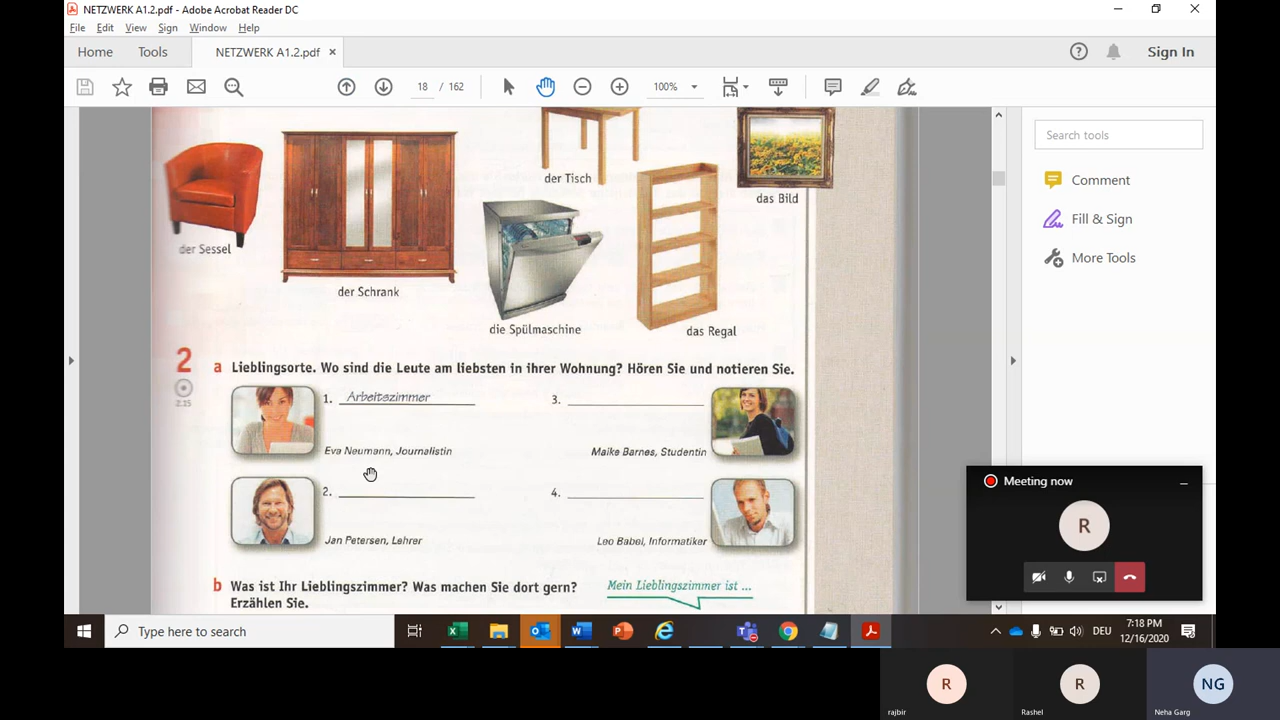 NETZWERK A1.2.pdf - Adobe Acrobat Reader DC
File Edit View Sign Window Help
Home Tools NETZWERK A1.2.pdf × Sign In
18 / 162 100%
Search tools
Comment
Fill & Sign
More Tools
der Tisch
das Bild
der Sessel
der Schrank
die Spülmaschine
das Regal
2 a Lieblingsorte. Wo sind die Leute am liebsten in ihrer Wohnung? Hören Sie und notieren Sie.
2.15
1. Arbeitszimmer
Eva Neumann, Journalistin
2.
Jan Petersen, Lehrer
3.
Maike Barnes, Studentin
4.
Leo Babel, Informatiker
b Was ist Ihr Lieblingszimmer? Was machen Sie dort gern?
Erzählen Sie.
Mein Lieblingszimmer ist ...
Meeting now
R
Type here to search
DEU
7:18 PM
12/16/2020
R
rajbir
R
Rashel
NG
Neha Garg